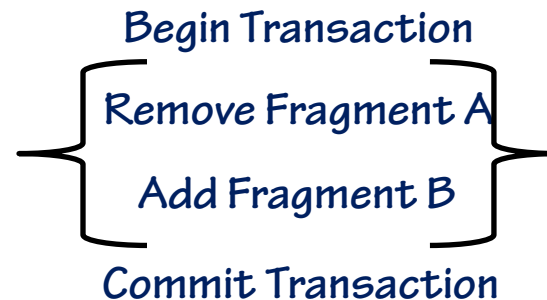 Begin Transaction
Remove Fragment A
Add Fragment B
Commit Transaction